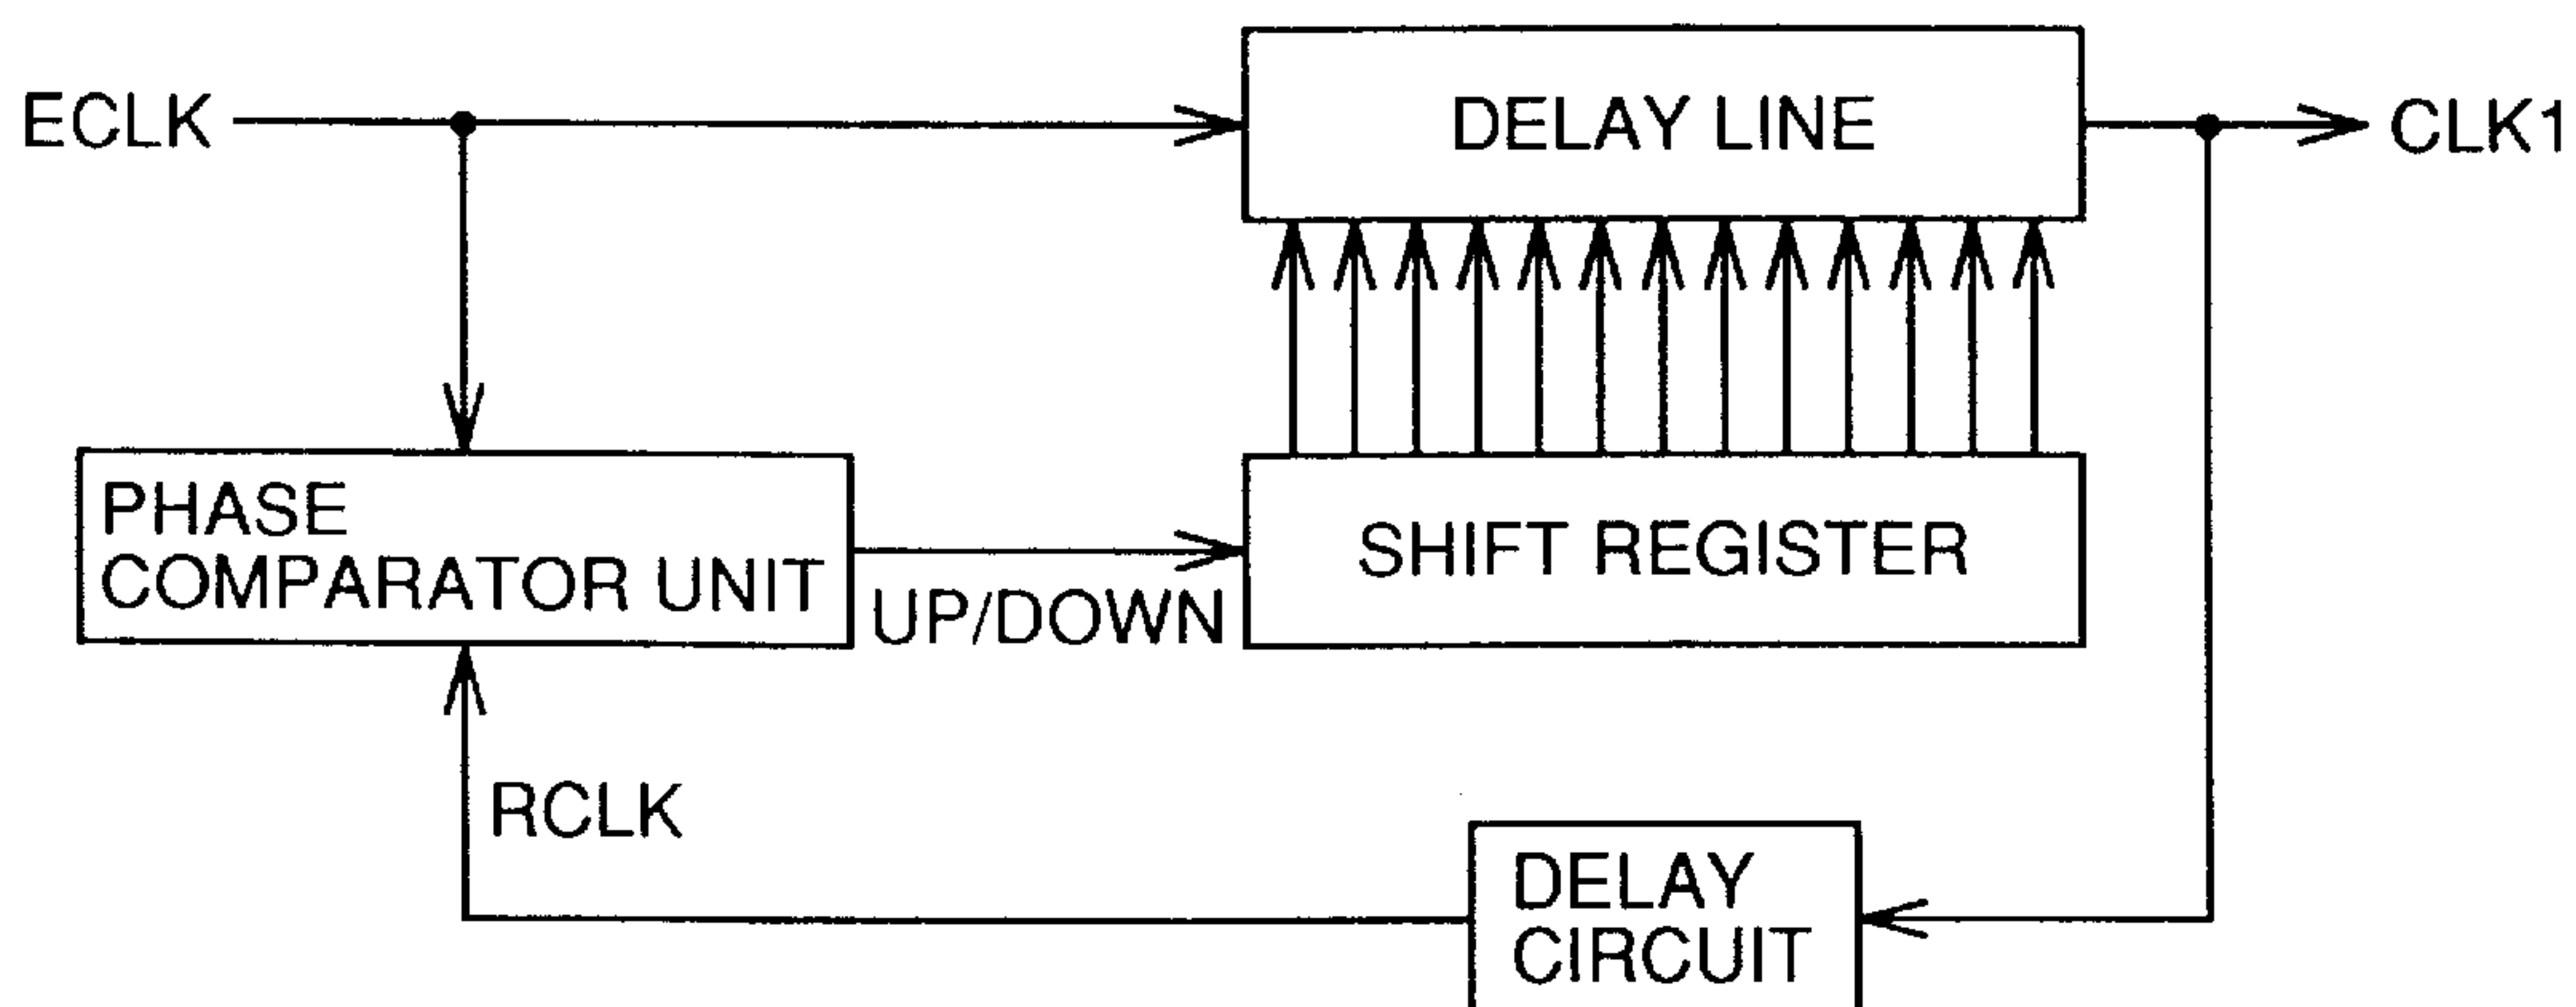 ECLK
DELAY LINE
CLK1
PHASE
COMPARATOR UNIT
UP/DOWN
SHIFT REGISTER
RCLK
DELAY
CIRCUIT